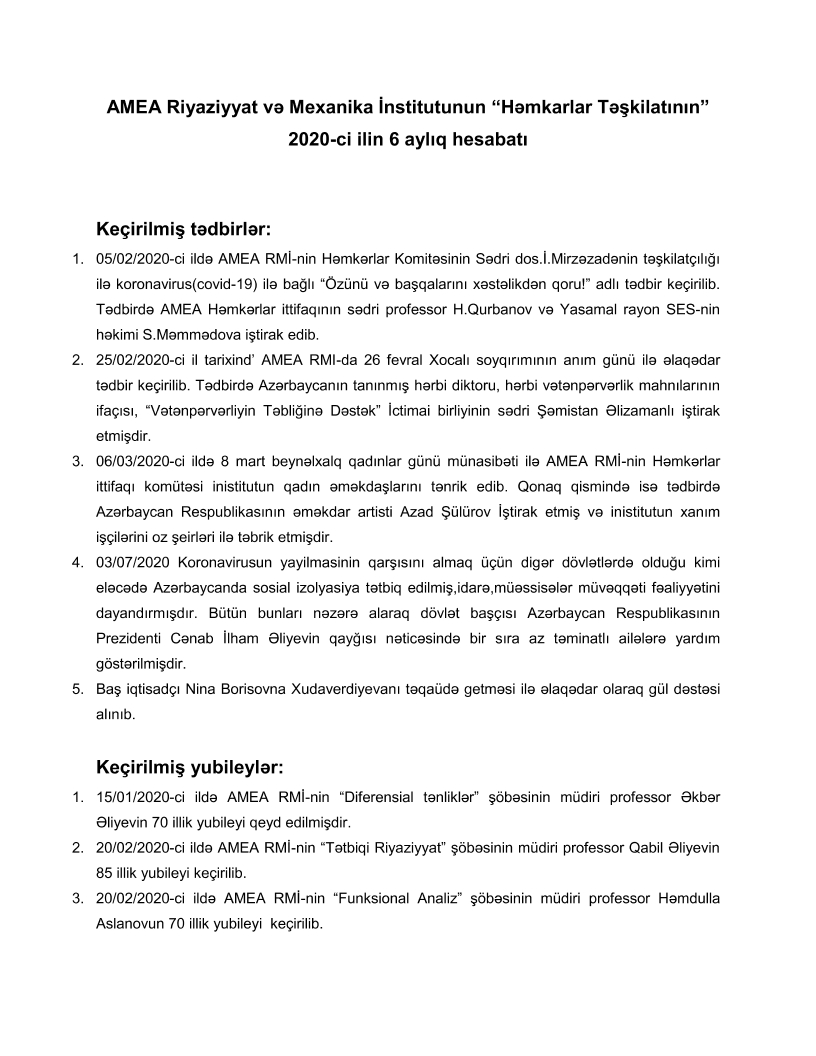 AMEA Riyaziyyat və Mexanika İnstitutunun “Həmkarlar Təşkilatının”
2020-ci ilin 6 aylıq hesabatı
Keçirilmiş tədbirlər:
1. 05/02/2020-ci ildə AMEA RMİ-nin Həmkərlar Komitəsinin Sədri dos.İ.Mirzəzadənin təşkilatçılığı
ilə koronavirus(covid-19) ilə bağlı “Özünü və başqalarını xəstəlikdən qoru!” adlı tədbir keçirilib.
Tədbirdə AMEA Həmkərlar ittifaqının sədri professor H.Qurbanov və Yasamal rayon SES-nin
həkimi S.Məmmədova iştirak edib.
2. 25/02/2020-ci il tarixind’ AMEA RMI-da 26 fevral Xocalı soyqırımının anım günü ilə əlaqədar
tədbir keçirilib. Tədbirdə Azərbaycanın tanınmış hərbi diktoru, hərbi vətənpərvərlik mahnılarının
ifaçısı, “Vətənpərvərliyin Təbliğinə Dəstək” İctimai birliyinin sədri Şəmistan Əlizamanlı iştirak
etmişdir.
3. 06/03/2020-ci ildə 8 mart beynəlxalq qadınlar günü münasibəti ilə AMEA RMİ-nin Həmkərlar
ittifaqı komütəsi inistitutun qadın əməkdaşlarını tənrik edib. Qonaq qismində isə tədbirdə
Azərbaycan Respublikasının əməkdar artisti Azad Şülürov İştirak etmiş və inistitutun xanım
işçilərini oz şeirləri ilə təbrik etmişdir.
4. 03/07/2020 Koronavirusun yayilmasinin qarşısını almaq üçün digər dövlətlərdə olduğu kimi
eləcədə Azərbaycanda sosial izolyasiya tətbiq edilmiş,idarə,müəssisələr müvəqqəti fəaliyyətini
dayandırmışdır. Bütün bunları nəzərə alaraq dövlət başçısı Azərbaycan Respublikasının
Prezidenti Cənab İlham Əliyevin qayğısı nəticəsində bir sıra az təminatlı ailələrə yardım
göstərilmişdir.
5. Baş iqtisadçı Nina Borisovna Xudaverdiyevanı təqaüdə getməsi ilə əlaqədar olaraq gül dəstəsi
alınıb.
Keçirilmiş yubileylər:
1. 15/01/2020-ci ildə AMEA RMİ-nin “Diferensial tənliklər” şöbəsinin müdiri professor Əkbər
Əliyevin 70 illik yubileyi qeyd edilmişdir.
2. 20/02/2020-ci ildə AMEA RMİ-nin “Tətbiqi Riyaziyyat” şöbəsinin müdiri professor Qabil Əliyevin
85 illik yubileyi keçirilib.
3. 20/02/2020-ci ildə AMEA RMİ-nin “Funksional Analiz” şöbəsinin müdiri professor Həmdulla
Aslanovun 70 illik yubileyi keçirilib.